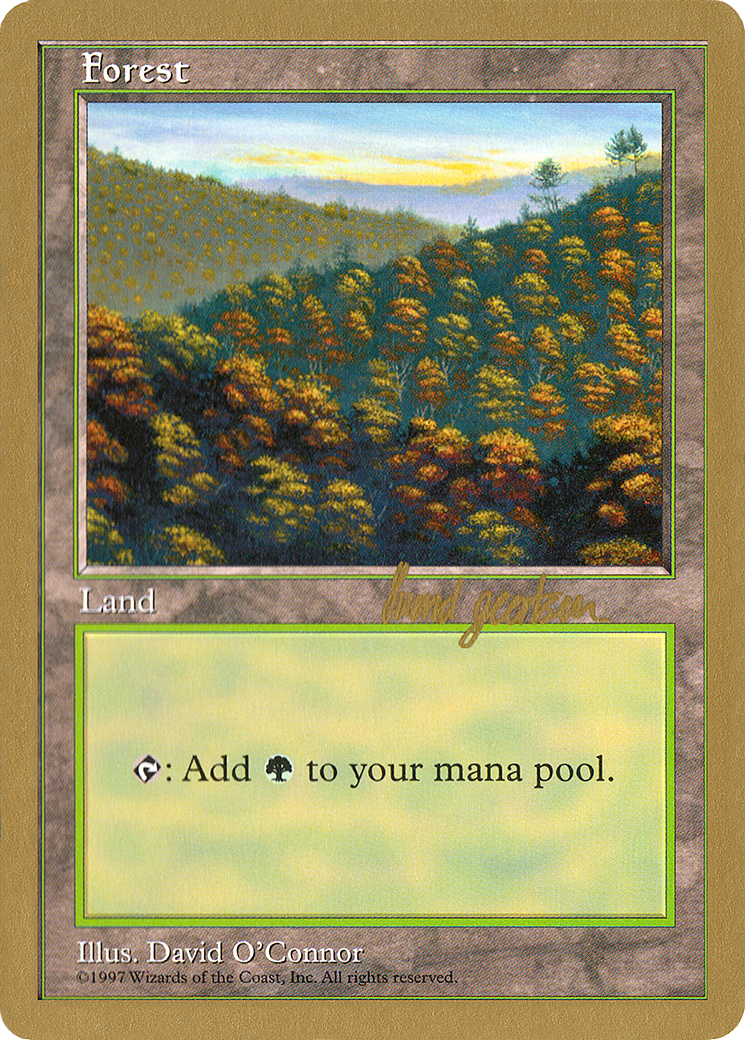 Forest
Land
: Add to your mana pool.
Illus. David O'Connor
©1997 Wizards of the Coast, Inc. All rights reserved.